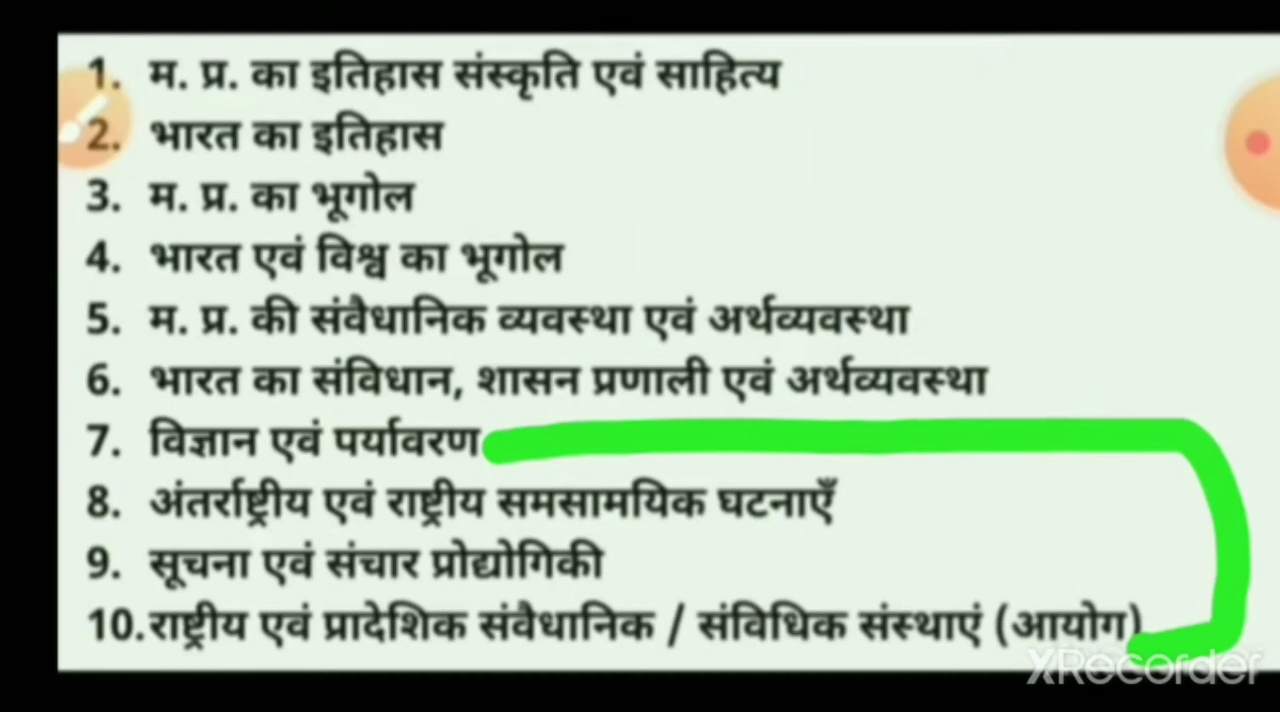 1. म. प्र. का इतिहास संस्कृति एवं साहित्य
2. भारत का इतिहास
3. म. प्र. का भूगोल
4. भारत एवं विश्व का भूगोल
5. म. प्र. की संवैधानिक व्यवस्था एवं अर्थव्यवस्था
6. भारत का संविधान, शासन प्रणाली एवं अर्थव्यवस्था
7. विज्ञान एवं पर्यावरण
8. अंतर्राष्ट्रीय एवं राष्ट्रीय समसामयिक घटनाएँ
9. सूचना एवं संचार प्रोद्योगिकी
10. राष्ट्रीय एवं प्रादेशिक संवैधानिक / संविधिक संस्थाएं (आयोग)
XRecorder